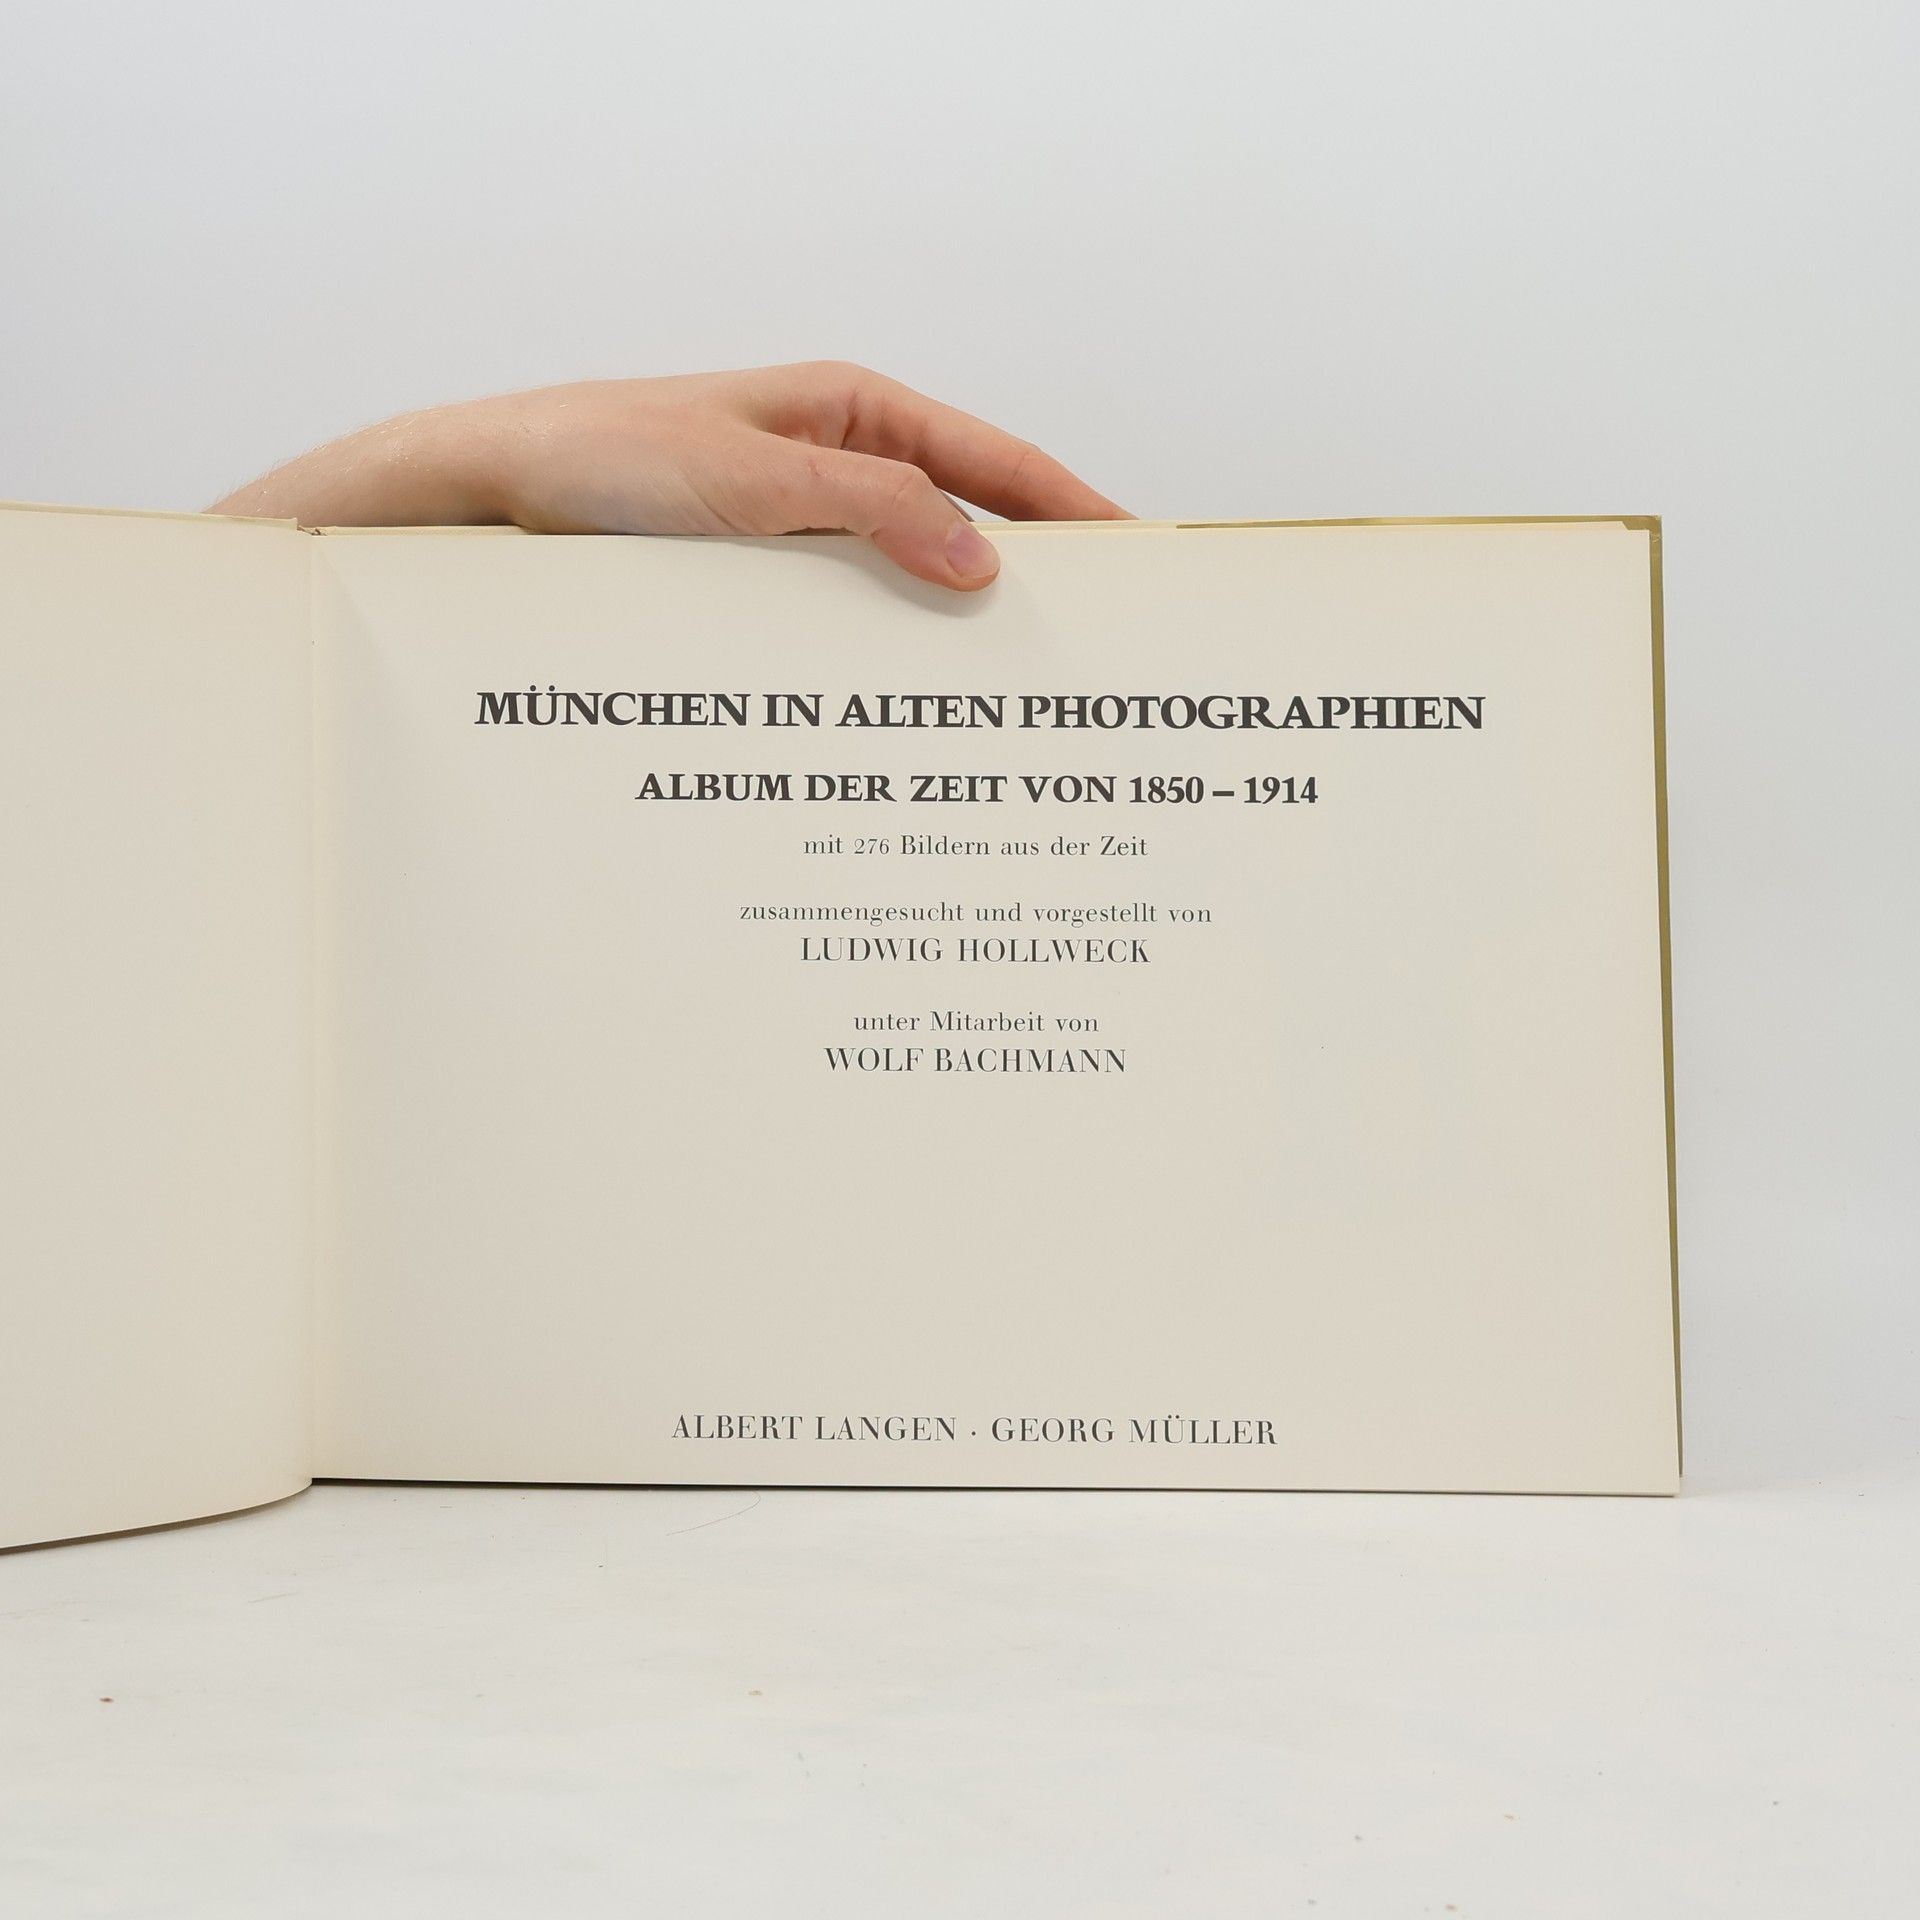 MÜNCHEN IN ALTEN PHOTOGRAPHIEN
ALBUM DER ZEIT VON 1850 – 1914
mit 276 Bildern aus der Zeit
zusammengesucht und vorgestellt von
LUDWIG HOLLWECK
unter Mitarbeit von
WOLF BACHMANN
ALBERT LANGEN · GEORG MÜLLER